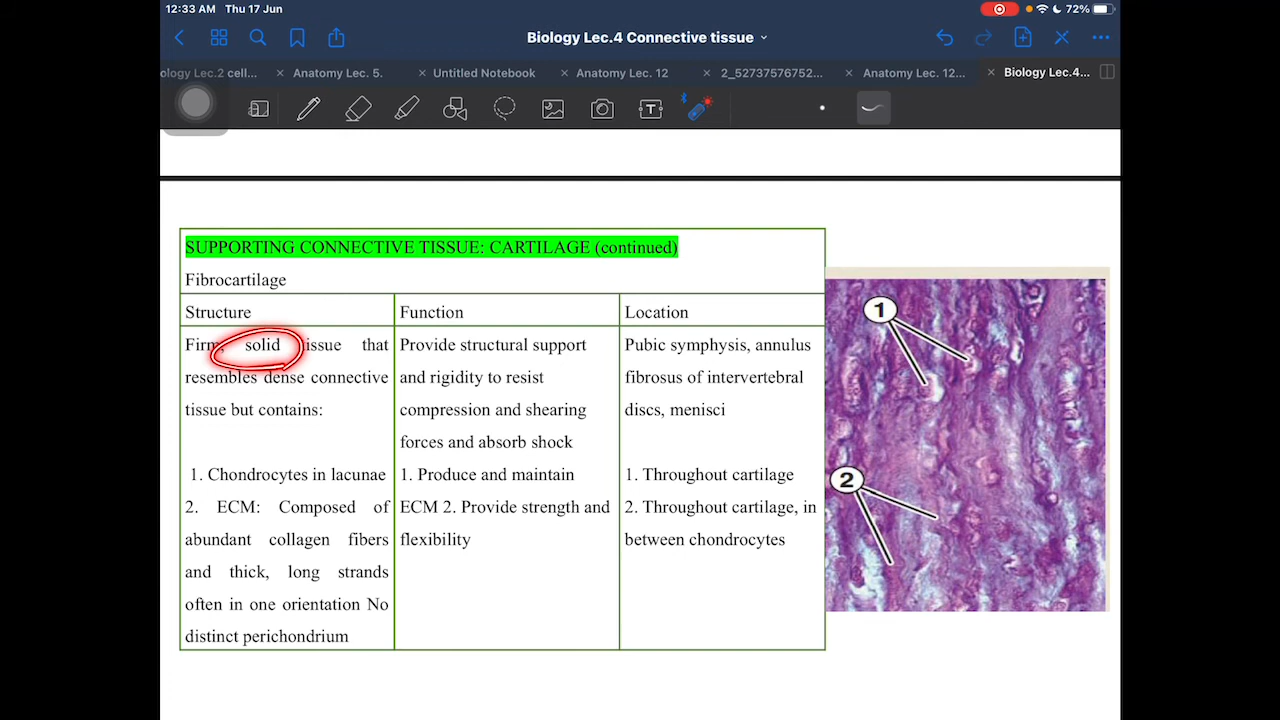 12:33 AM Thu 17 Jun
72%
Biology Lec.4 Connective tissue
ology Lec.2 cell...
Anatomy Lec. 5.
Untitled Notebook
Anatomy Lec. 12
2_52737576752...
Anatomy Lec. 12...
Biology Lec.4...
T
SUPPORTING CONNECTIVE TISSUE: CARTILAGE (continued)
Fibrocartilage
Structure
Function
Location
solid tissue that
resembles dense connective
tissue but contains:
1. Chondrocytes in lacunae
2. ECM: Composed of
abundant collagen fibers
and thick, long strands
often in one orientation No
distinct perichondrium
Provide structural support
and rigidity to resist
compression and shearing
forces and absorb shock
1. Produce and maintain
ECM 2. Provide strength and
flexibility
Pubic symphysis, annulus
fibrosus of intervertebral
discs, menisci
1. Throughout cartilage
2. Throughout cartilage, in
between chondrocytes
1
2